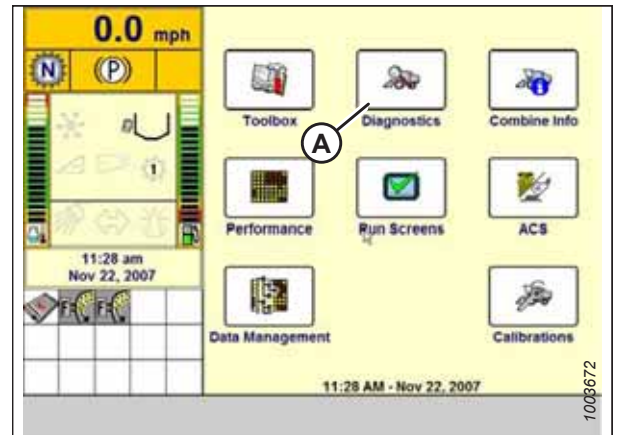 0.0 mph
N
(P)
1
11:28 am
Nov 22, 2007
F
F
Toolbox
Diagnostics
Combine Info
A
Performance
Run Screens
ACS
Data Management
Calibrations
11:28 AM - Nov 22, 2007
1003672